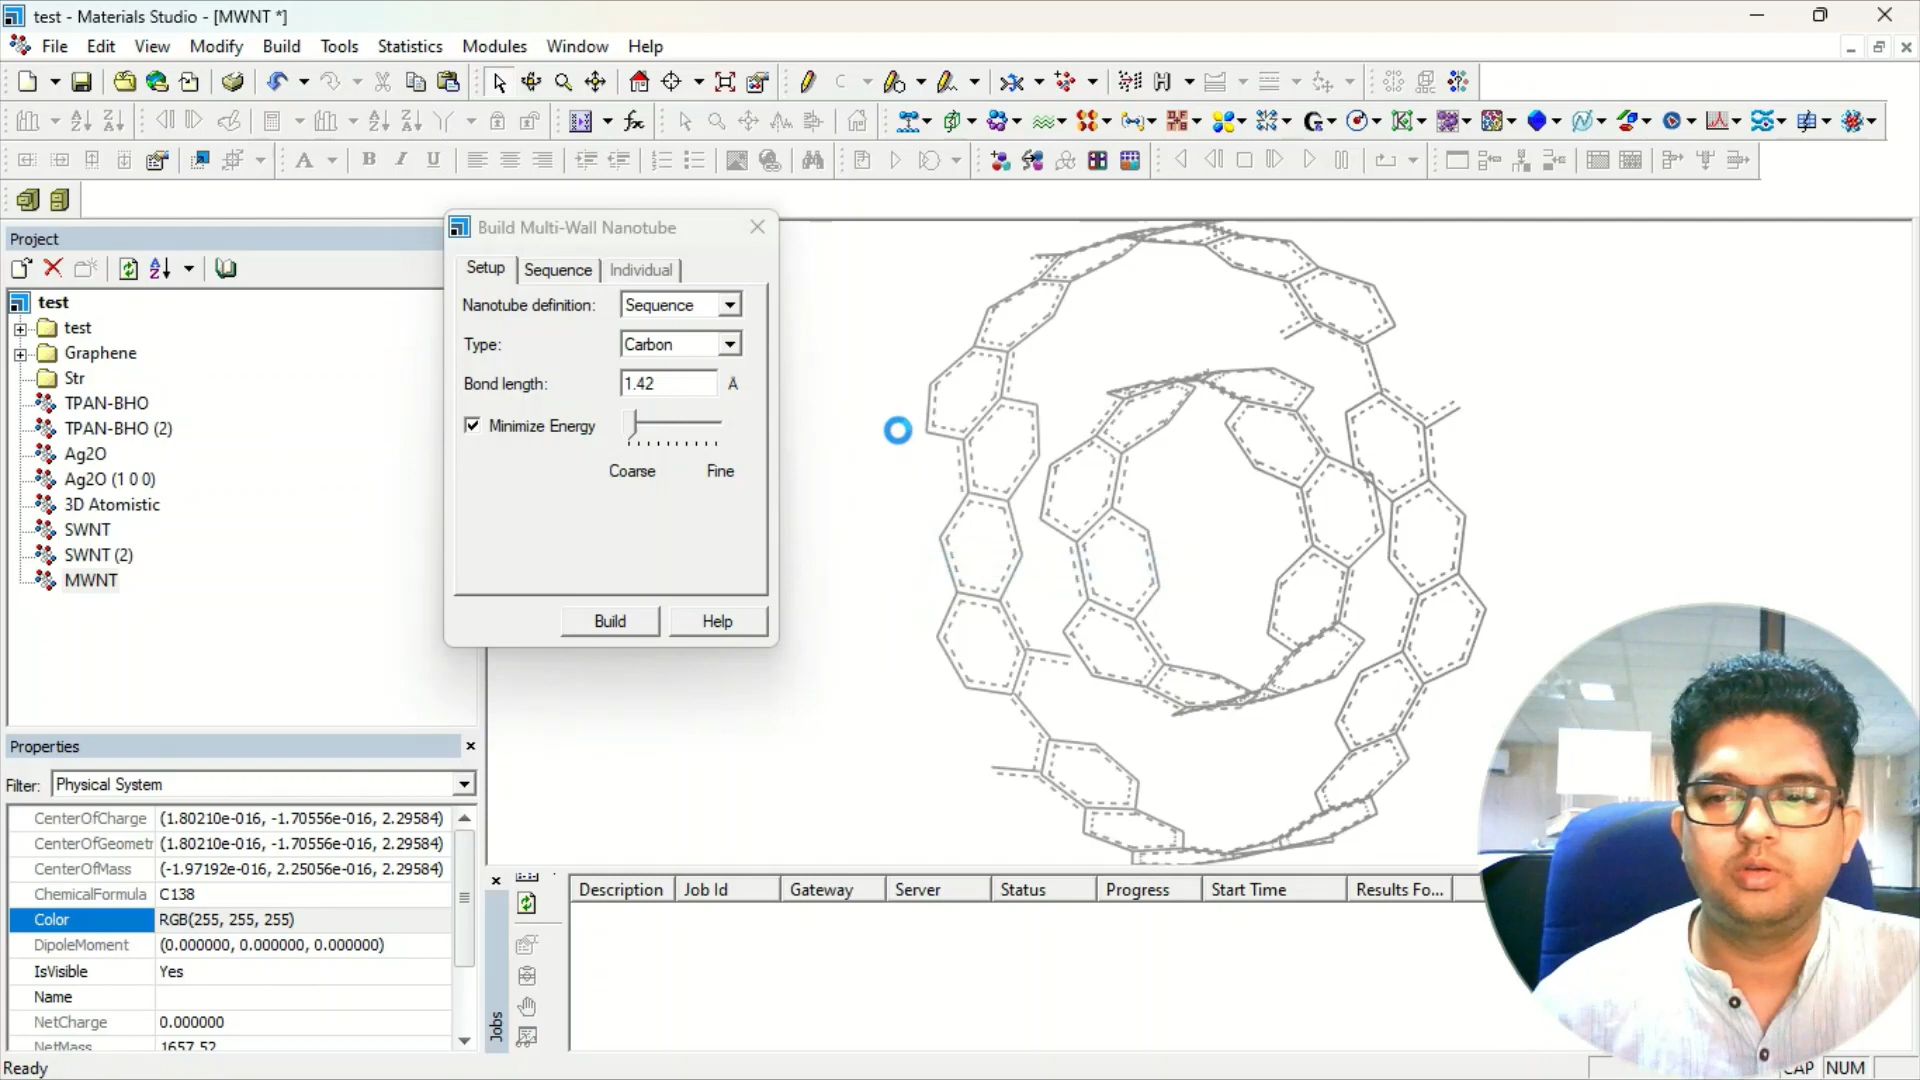 test - Materials Studio - [MWNT *]
File Edit View Modify Build Tools Statistics Modules Window Help
Project
test
test
Graphene
Str
TPAN-BHO
TPAN-BHO (2)
Ag2O
Ag2O (1 0 0)
3D Atomistic
SWNT
SWNT (2)
MWNT
Build Multi-Wall Nanotube
Setup Sequence Individual
Nanotube definition: Sequence
Type: Carbon
Bond length: 1.42 Å
Minimize Energy
Coarse Fine
Build Help
Properties
Filter: Physical System
CenterOfCharge (1.80210e-016, -1.70556e-016, 2.29584)
CenterOfGeometr (1.80210e-016, -1.70556e-016, 2.29584)
CenterOfMass (-1.97192e-016, 2.25056e-016, 2.29584)
ChemicalFormula C138
Color RGB(255, 255, 255)
DipoleMoment (0.000000, 0.000000, 0.000000)
IsVisible Yes
Name
NetCharge 0.000000
NetMass 1657.52
Jobs
Description Job Id Gateway Server Status Progress Start Time Results Fo...
Ready
CAP NUM